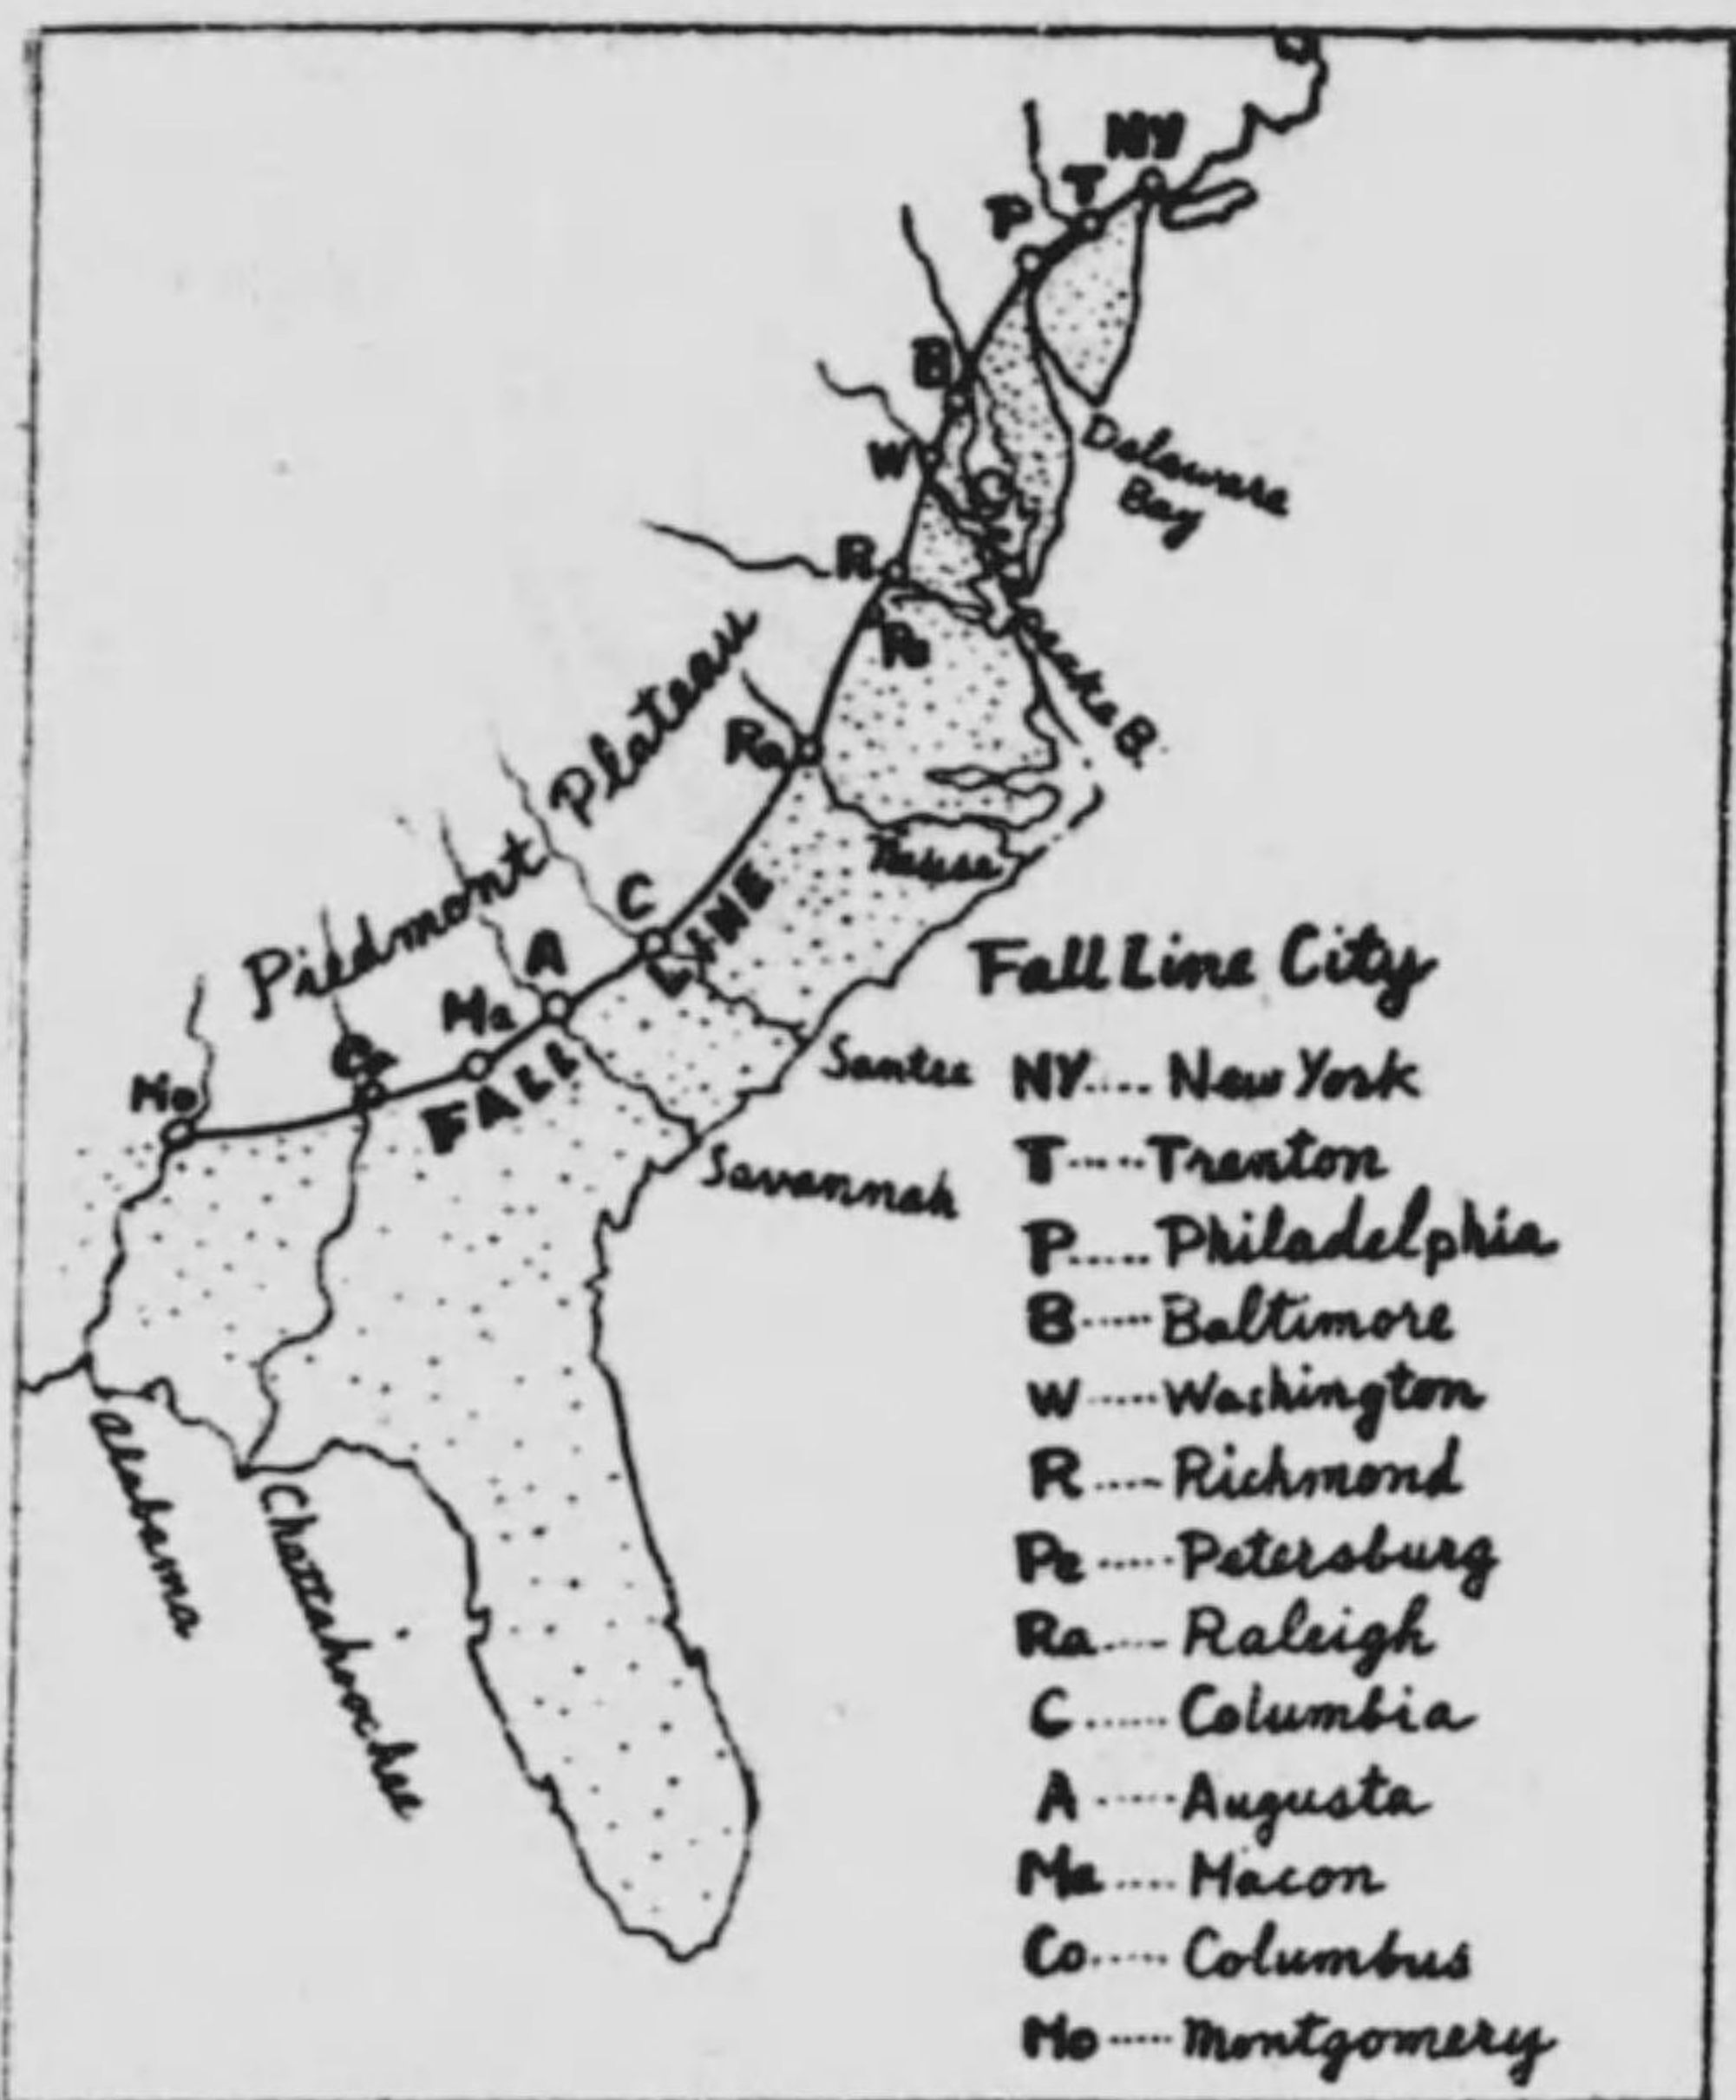 NY
T
P
B
Delaware
Bay
W
R
Pe
Piedmont Plateau
Ra
Neuse
C
FALL LINE
A
Ma
Co
Mo
Santee
Savannah
Alabama
Chattahoochee
Fall Line City
NY.... New York
T.....Trenton
P..... Philadelphia
B.....Baltimore
W.....Washington
R.....Richmond
Pe.....Petersburg
Ra.....Raleigh
C......Columbia
A.....Augusta
Ma....Macon
Co.....Columbus
Mo.....Montgomery